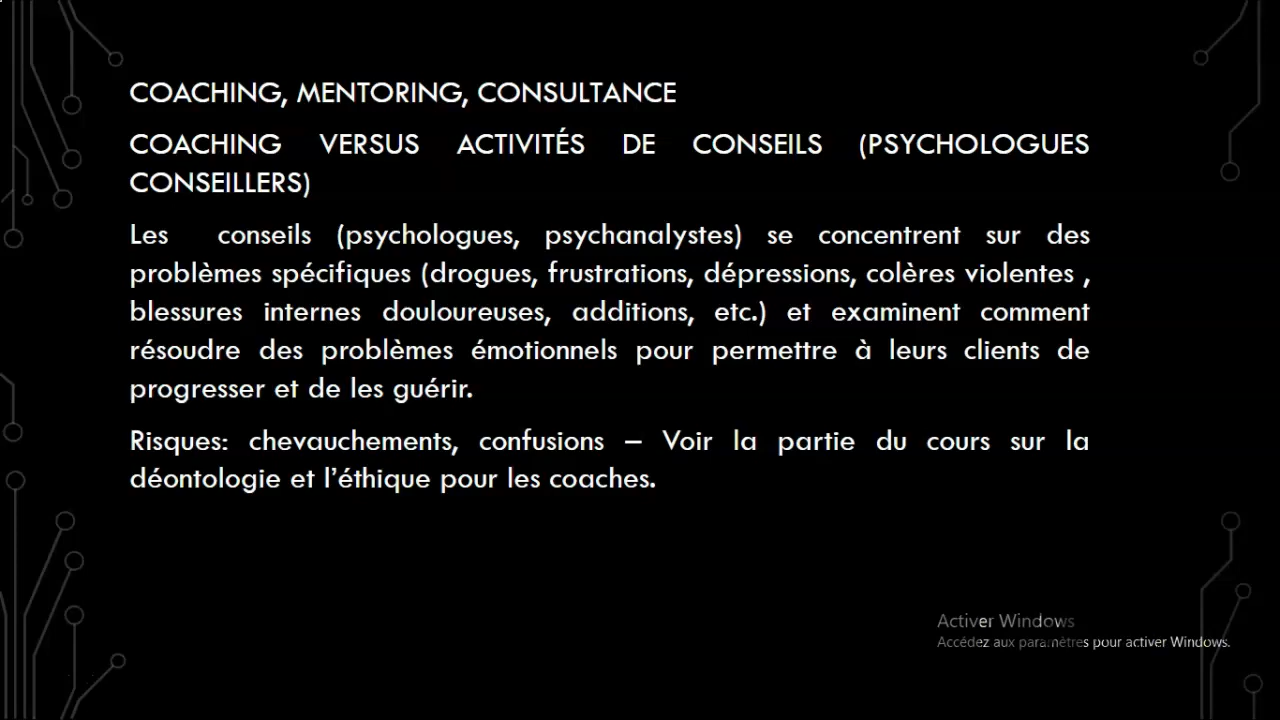 COACHING, MENTORING, CONSULTANCE
COACHING VERSUS ACTIVITÉS DE CONSEILS (PSYCHOLOGUES
CONSEILLERS)
Les conseils (psychologues, psychanalystes) se concentrent sur des
problèmes spécifiques (drogues, frustrations, dépressions, colères violentes ,
blessures internes douloureuses, additions, etc.) et examinent comment
résoudre des problèmes émotionnels pour permettre à leurs clients de
progresser et de les guérir.
Risques: chevauchements, confusions – Voir la partie du cours sur la
déontologie et l’éthique pour les coaches.
Activer Windows
Accédez aux paramètres pour activer Windows.